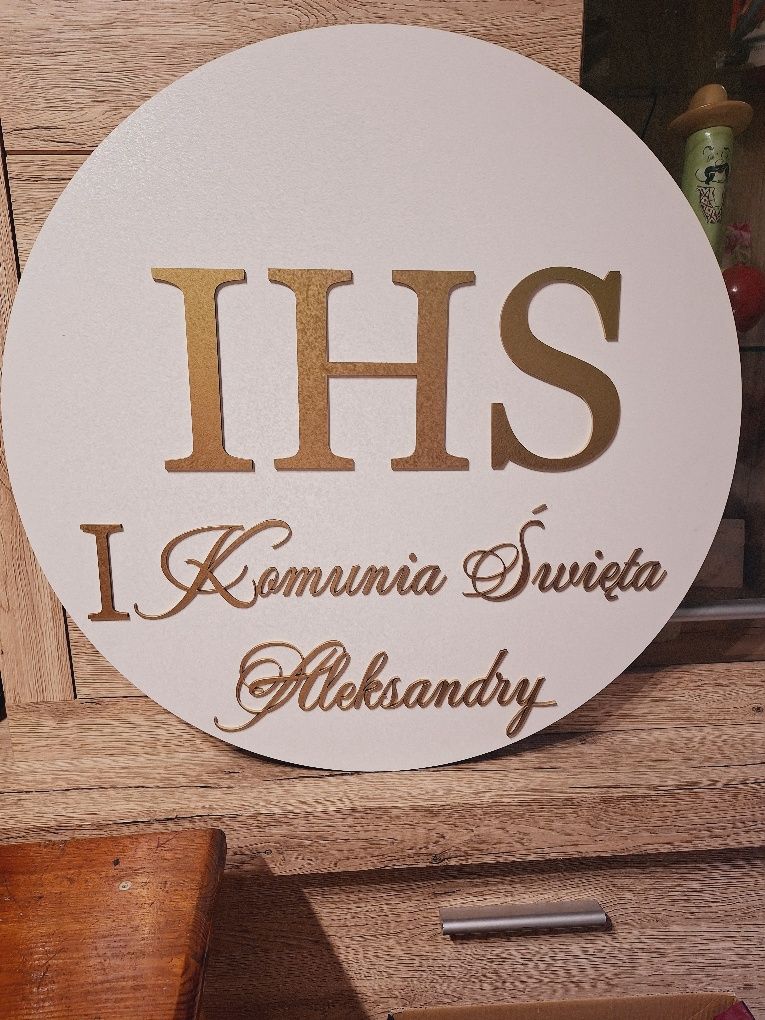 IHS
I Komunia Święta
Aleksandry